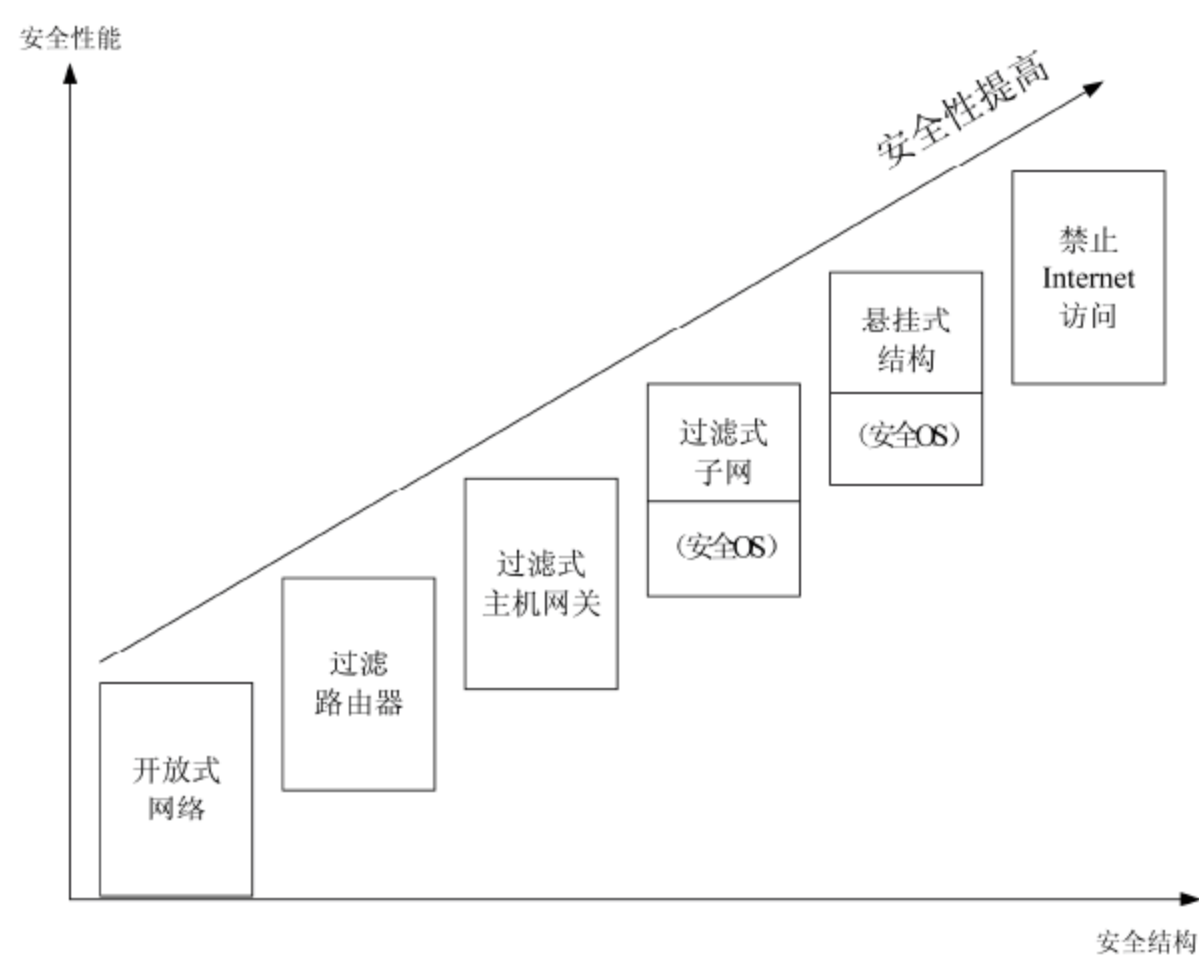 安全性能
安全性提高
禁止
Internet
访问
悬挂式
结构
（安全OS）
过滤式
子网
（安全OS）
过滤式
主机网关
过滤
路由器
开放式
网络
安全结构